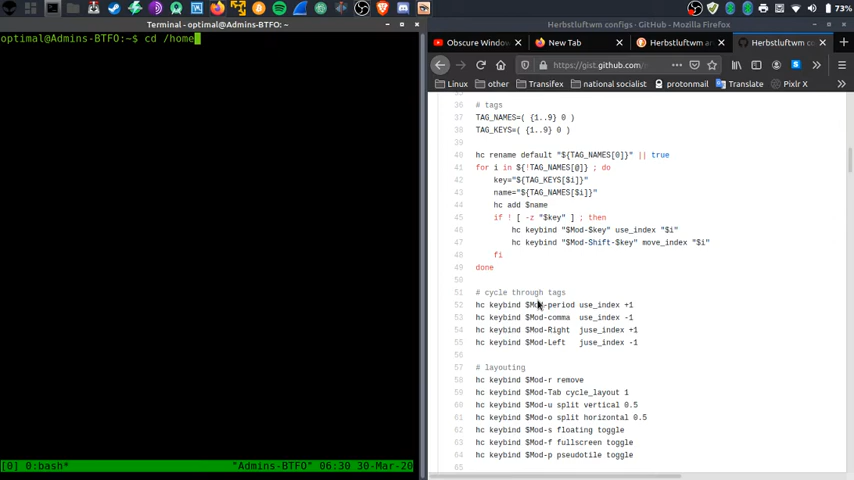 73%
Terminal - optimal@Admins-BTFO: ~
optimal@Admins-BTFO:~$ cd /home
[0] 0:bash*
"Admins-BTFO" 06:30 30-Mar-20
Herbstluftwm configs · GitHub - Mozilla Firefox
Obscure Window
New Tab
Herbstluftwm an
Herbstluftwm co
https://gist.github.com/
Linux
other
Transifex
national socialist
protonmail
Translate
Pixlr X
36 # tags
37 TAG_NAMES=( {1..9} 0 )
38 TAG_KEYS=( {1..9} 0 )
39
40 hc rename default "${TAG_NAMES[0]}" || true
41 for i in ${!TAG_NAMES[@]} ; do
42 key="${TAG_KEYS[$i]}"
43 name="${TAG_NAMES[$i]}"
44 hc add $name
45 if ! [ -z "$key" ] ; then
46 hc keybind "$Mod-$key" use_index "$i"
47 hc keybind "$Mod-Shift-$key" move_index "$i"
48 fi
49 done
50
51 # cycle through tags
52 hc keybind $Mod-period use_index +1
53 hc keybind $Mod-comma use_index -1
54 hc keybind $Mod-Right juse_index +1
55 hc keybind $Mod-Left juse_index -1
56
57 # layouting
58 hc keybind $Mod-r remove
59 hc keybind $Mod-Tab cycle_layout 1
60 hc keybind $Mod-u split vertical 0.5
61 hc keybind $Mod-o split horizontal 0.5
62 hc keybind $Mod-s floating toggle
63 hc keybind $Mod-f fullscreen toggle
64 hc keybind $Mod-p pseudotile toggle
65